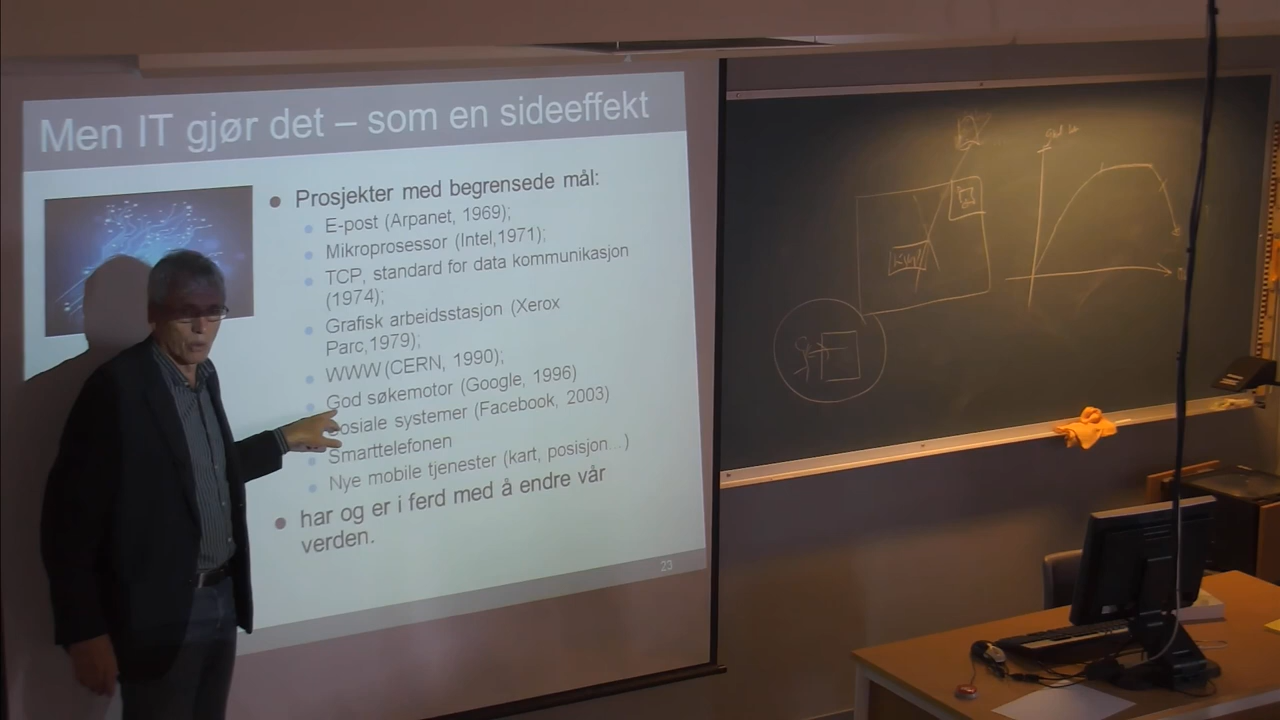 Men IT gjør det – som en sideeffekt
Prosjekter med begrensede mål:
E-post (Arpanet, 1969);
Mikroprosessor (Intel,1971);
TCP, standard for data kommunikasjon
(1974);
Grafisk arbeidsstasjon (Xerox
Parc,1979);
WWW (CERN, 1990);
God søkemotor (Google, 1996)
Sosiale systemer (Facebook, 2003)
Smarttelefonen
Nye mobile tjenester (kart, posisjon…)
har og er i ferd med å endre vår
verden.
23